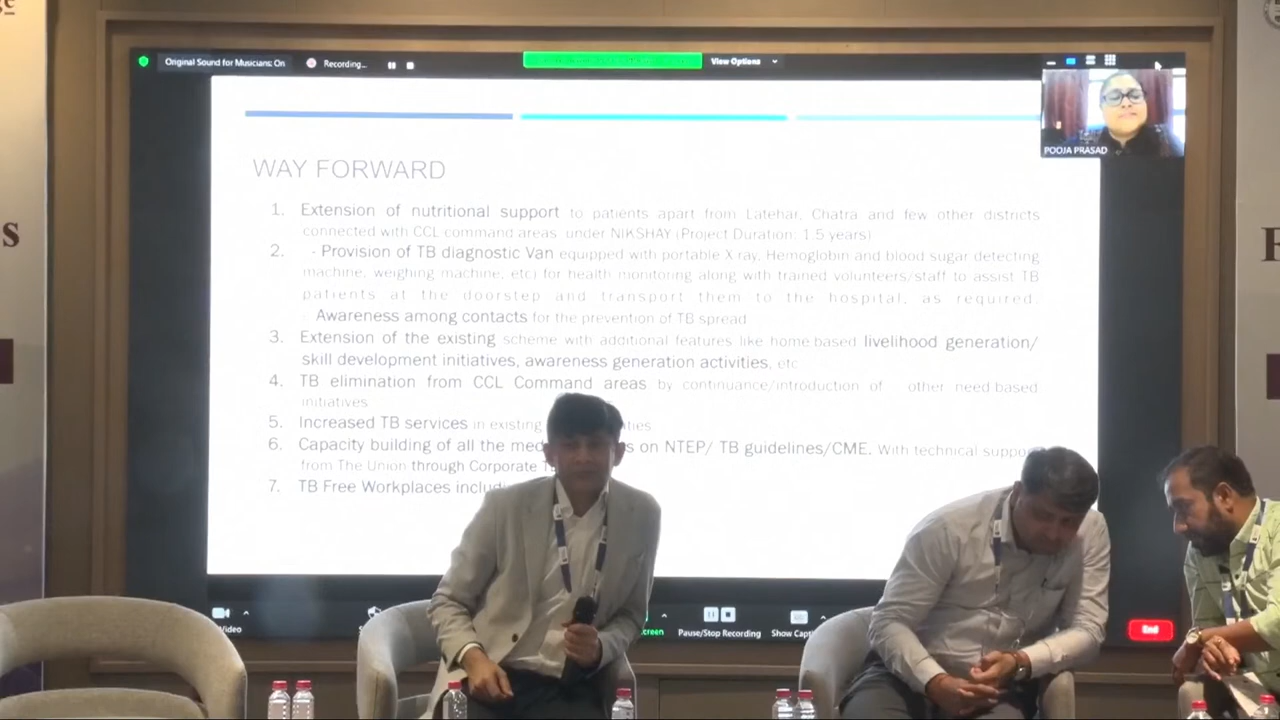 Original Sound for Musicians: On
Recording...
View Options
POOJA PRASAD
WAY FORWARD
1. Extension of nutritional support to patients apart from Latehar, Chatra and few other districts
connected with CCL command areas under NIKSHAY (Project Duration: 1.5 years)
2. - Provision of TB diagnostic Van equipped with portable X ray, Hemoglobin and blood sugar detecting
machine, weighing machine, etc) for health monitoring along with trained volunteers/staff to assist TB
patients at the doorstep and transport them to the hospital, as required.
Awareness among contacts for the prevention of TB spread
3. Extension of the existing scheme with additional features like home based livelihood generation/
skill development initiatives, awareness generation activities, etc
4. TB elimination from CCL Command areas by continuance/introduction of other need based
initiatives
5. Increased TB services in existing
6. Capacity building of all the on NTEP/ TB guidelines/CME. With technical support
from The Union through Corporate
7. TB Free Workplaces
Pause/Stop Recording
Show
End